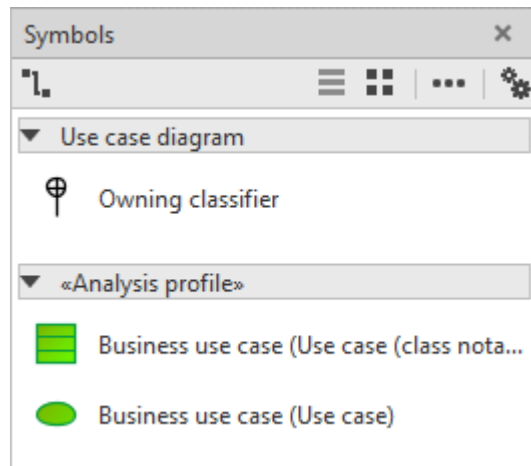 Symbols
Use case diagram
Owning classifier
«Analysis profile»
Business use case (Use case (class nota...
Business use case (Use case)